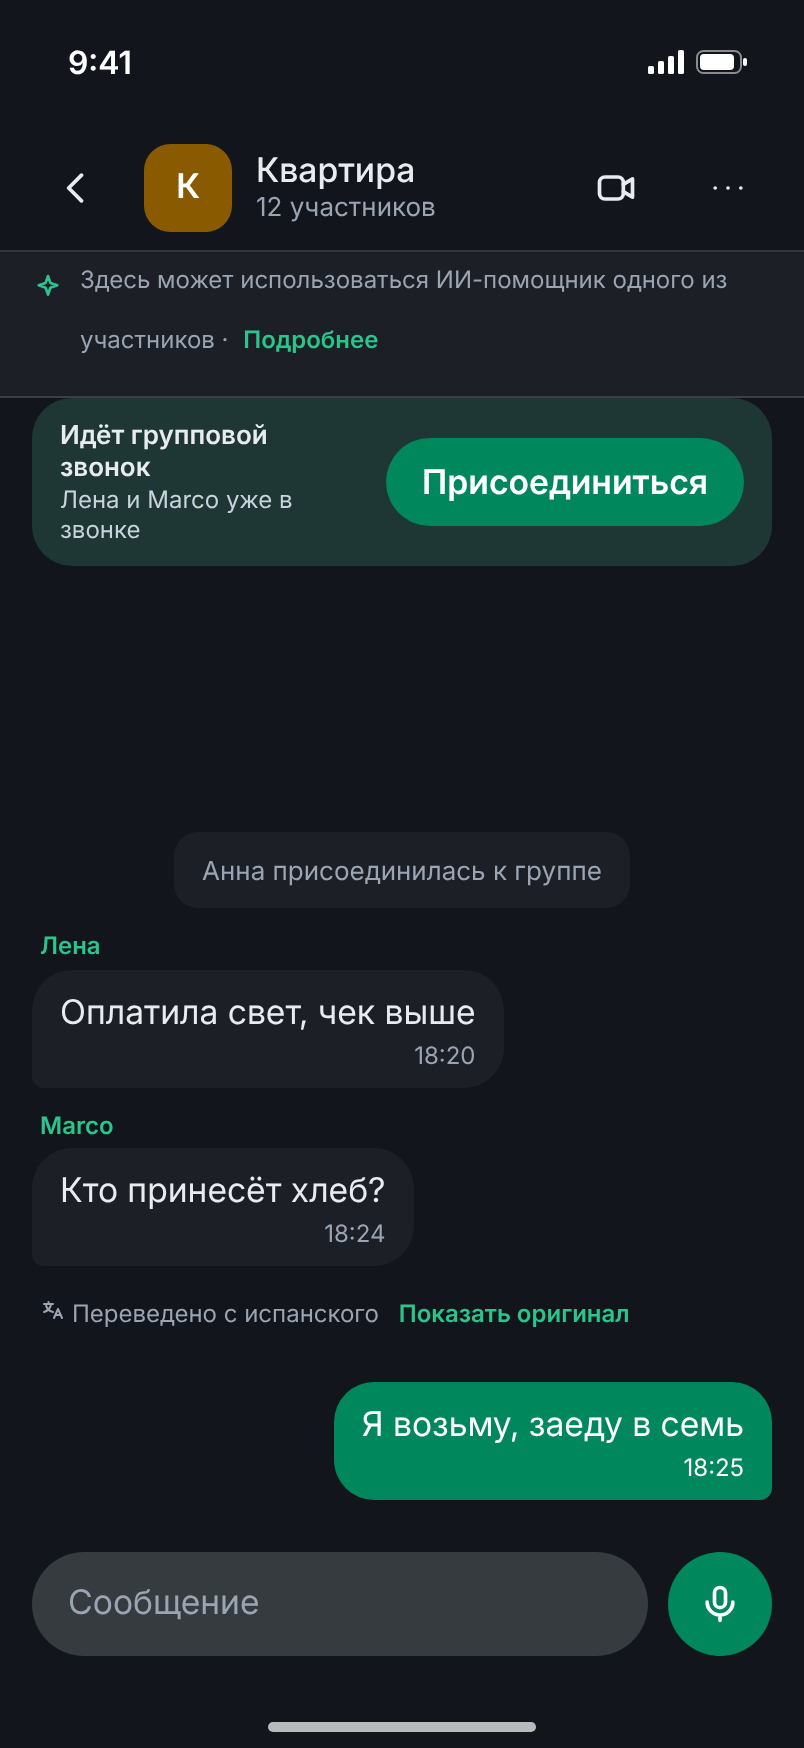 9:41
К
Квартира
12 участников
Здесь может использоваться ИИ-помощник одного из
участников · Подробнее
Идёт групповой
звонок
Лена и Marco уже в
звонке
Присоединиться
Анна присоединилась к группе
Лена
Оплатила свет, чек выше
18:20
Marco
Кто принесёт хлеб?
18:24
Переведено с испанского Показать оригинал
Я возьму, заеду в семь
18:25
Сообщение